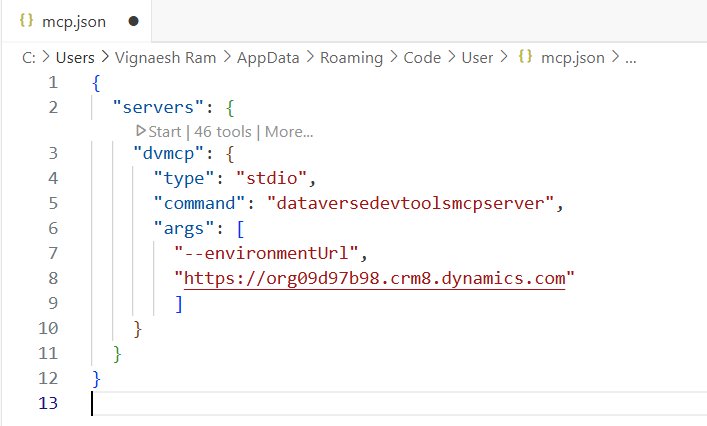 {} mcp.json ●
C: > Users > Vignaesh Ram > AppData > Roaming > Code > User > {} mcp.json > ...
1 {
2 "servers": {
▷Start | 46 tools | More...
3 "dvmcp": {
4 "type": "stdio",
5 "command": "dataversedevtoolsmcpserver",
6 "args": [
7 "--environmentUrl",
8 "https://org09d97b98.crm8.dynamics.com"
9 ]
10 }
11 }
12 }
13